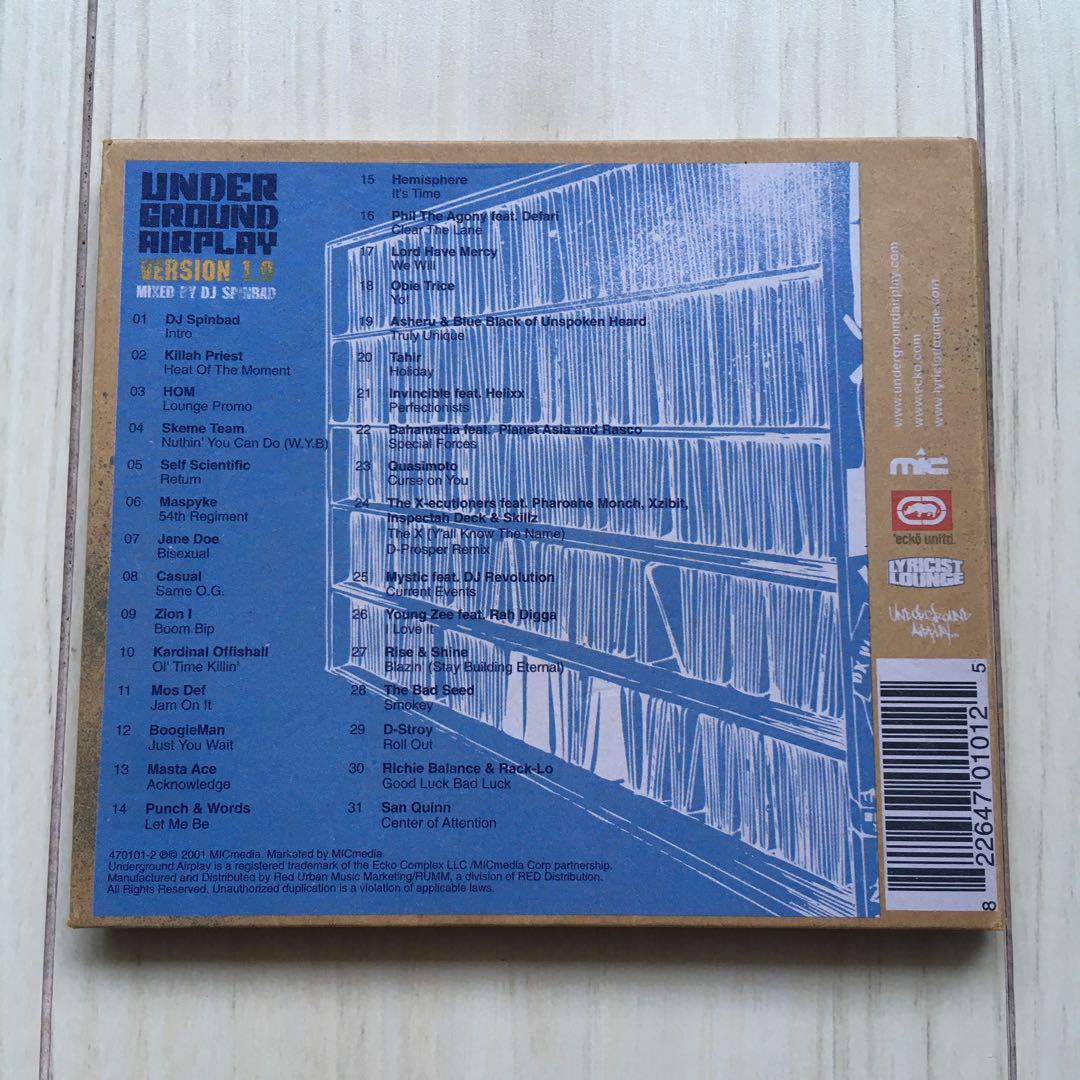 UNDER
GROUND
AIRPLAY
VERSION 1.0
MIXED BY DJ SPINBAD
01 DJ Spinbad
Intro
02 Killah Priest
Heat Of The Moment
03 HOM
Lounge Promo
04 Skeme Team
Nuthin' You Can Do (W.Y.B)
05 Self Scientific
Return
06 Maspyke
54th Regiment
07 Jane Doe
Bisexual
08 Casual
Same O.G.
09 Zion I
Boom Bip
10 Kardinal Offishall
Ol' Time Killin'
11 Mos Def
Jam On It
12 BoogieMan
Just You Wait
13 Masta Ace
Acknowledge
14 Punch & Words
Let Me Be
15 Hemisphere
It's Time
16 Phil The Agony feat. Defari
Clear The Lane
17 Lord Have Mercy
We Will
18 Obie Trice
Yo!
19 Asheru & Blue Black of Unspoken Heard
Truly Unique
20 Tahir
Holiday
21 Invincible feat. Helixx
Perfectionists
22 Bahamadia feat. Planet Asia and Rasco
Special Forces
23 Quasimoto
Curse on You
24 The X-ecutioners feat. Pharoahe Monch, Xzibit,
Inspectah Deck & Skillz
The X (Y'all Know The Name)
D-Prosper Remix
25 Mystic feat. DJ Revolution
Current Events
26 Young Zee feat. Rah Digga
I Love It
27 Rise & Shine
Blazin' (Stay Building Eternal)
28 The Bad Seed
Smokey
29 D-Stroy
Roll Out
30 Richie Balance & Rack-Lo
Good Luck Bad Luck
31 San Quinn
Center of Attention
470101-2 ℗© 2001 MICmedia. Marketed by MICmedia
Underground Airplay is a registered trademark of the Ecko Complex LLC /MICmedia Corp partnership.
Manufactured and Distributed by Red Urban Music Marketing/RUMM, a division of RED Distribution.
All Rights Reserved. Unauthorized duplication is a violation of applicable laws.
www.undergroundairplay.com
www.ecko.com
www.lyricistlounge.com
mic
*eckō unltd.
LYRICIST
LOUNGE
UNDERGROUND
AIRPLAY
8 22647 01012 5